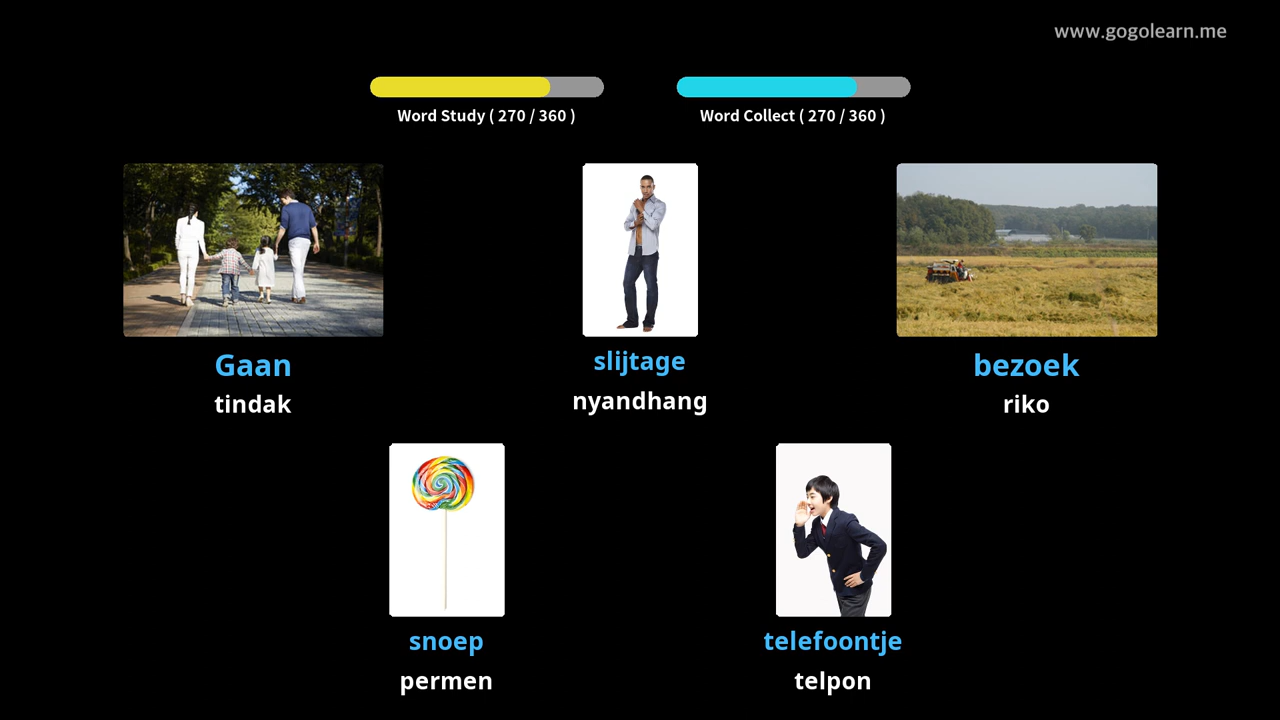 www.gogolearn.me
Word Study ( 270 / 360 )
Word Collect ( 270 / 360 )
Gaan
tindak
slijtage
nyandhang
bezoek
riko
snoep
permen
telefoontje
telpon